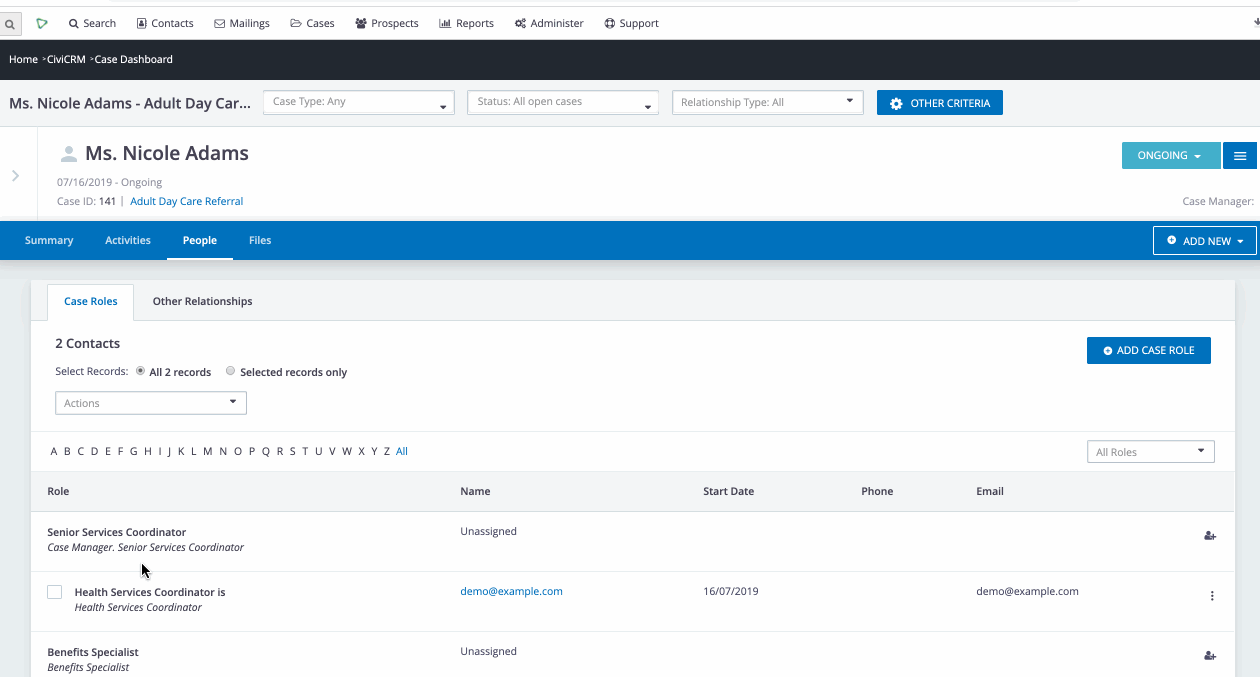 Search Contacts Mailings Cases Prospects Reports Administer Support
Home > CiviCRM > Case Dashboard
Ms. Nicole Adams - Adult Day Car... Case Type: Any Status: All open cases Relationship Type: All OTHER CRITERIA
Ms. Nicole Adams ONGOING
07/16/2019 - Ongoing
Case ID: 141 | Adult Day Care Referral Case Manager:
Summary Activities People Files ADD NEW
Case Roles Other Relationships
2 Contacts ADD CASE ROLE
Select Records: All 2 records Selected records only
Actions
A B C D E F G H I J K L M N O P Q R S T U V W X Y Z All All Roles
Role Name Start Date Phone Email
Senior Services Coordinator Unassigned
Case Manager. Senior Services Coordinator
Health Services Coordinator is demo@example.com 16/07/2019 demo@example.com
Health Services Coordinator
Benefits Specialist Unassigned
Benefits Specialist